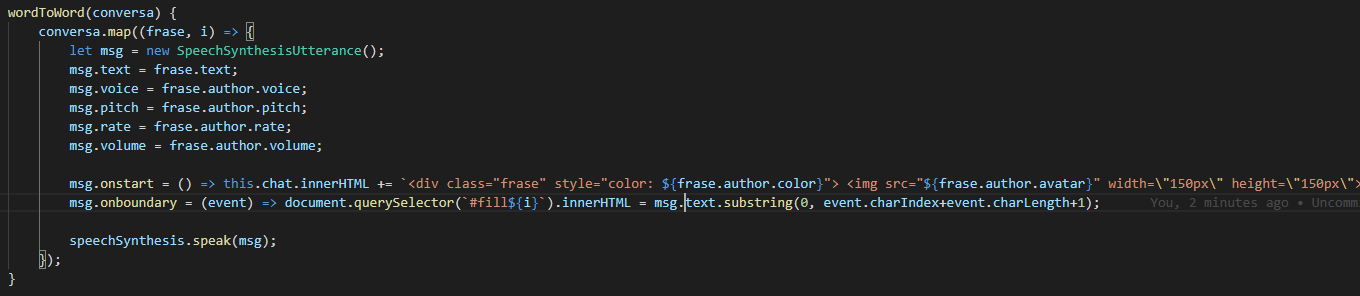 wordToWord(conversa) {
conversa.map((frase, i) => {
let msg = new SpeechSynthesisUtterance();
msg.text = frase.text;
msg.voice = frase.author.voice;
msg.pitch = frase.author.pitch;
msg.rate = frase.author.rate;
msg.volume = frase.author.volume;
msg.onstart = () => this.chat.innerHTML += `<div class="frase" style="color: ${frase.author.color}"> <img src="${frase.author.avatar}" width=\"150px\" height=\"150px\">
msg.onboundary = (event) => document.querySelector(`#fill${i}`).innerHTML = msg.text.substring(0, event.charIndex+event.charLength+1); You, 2 minutes ago • Uncommi
speechSynthesis.speak(msg);
});
}